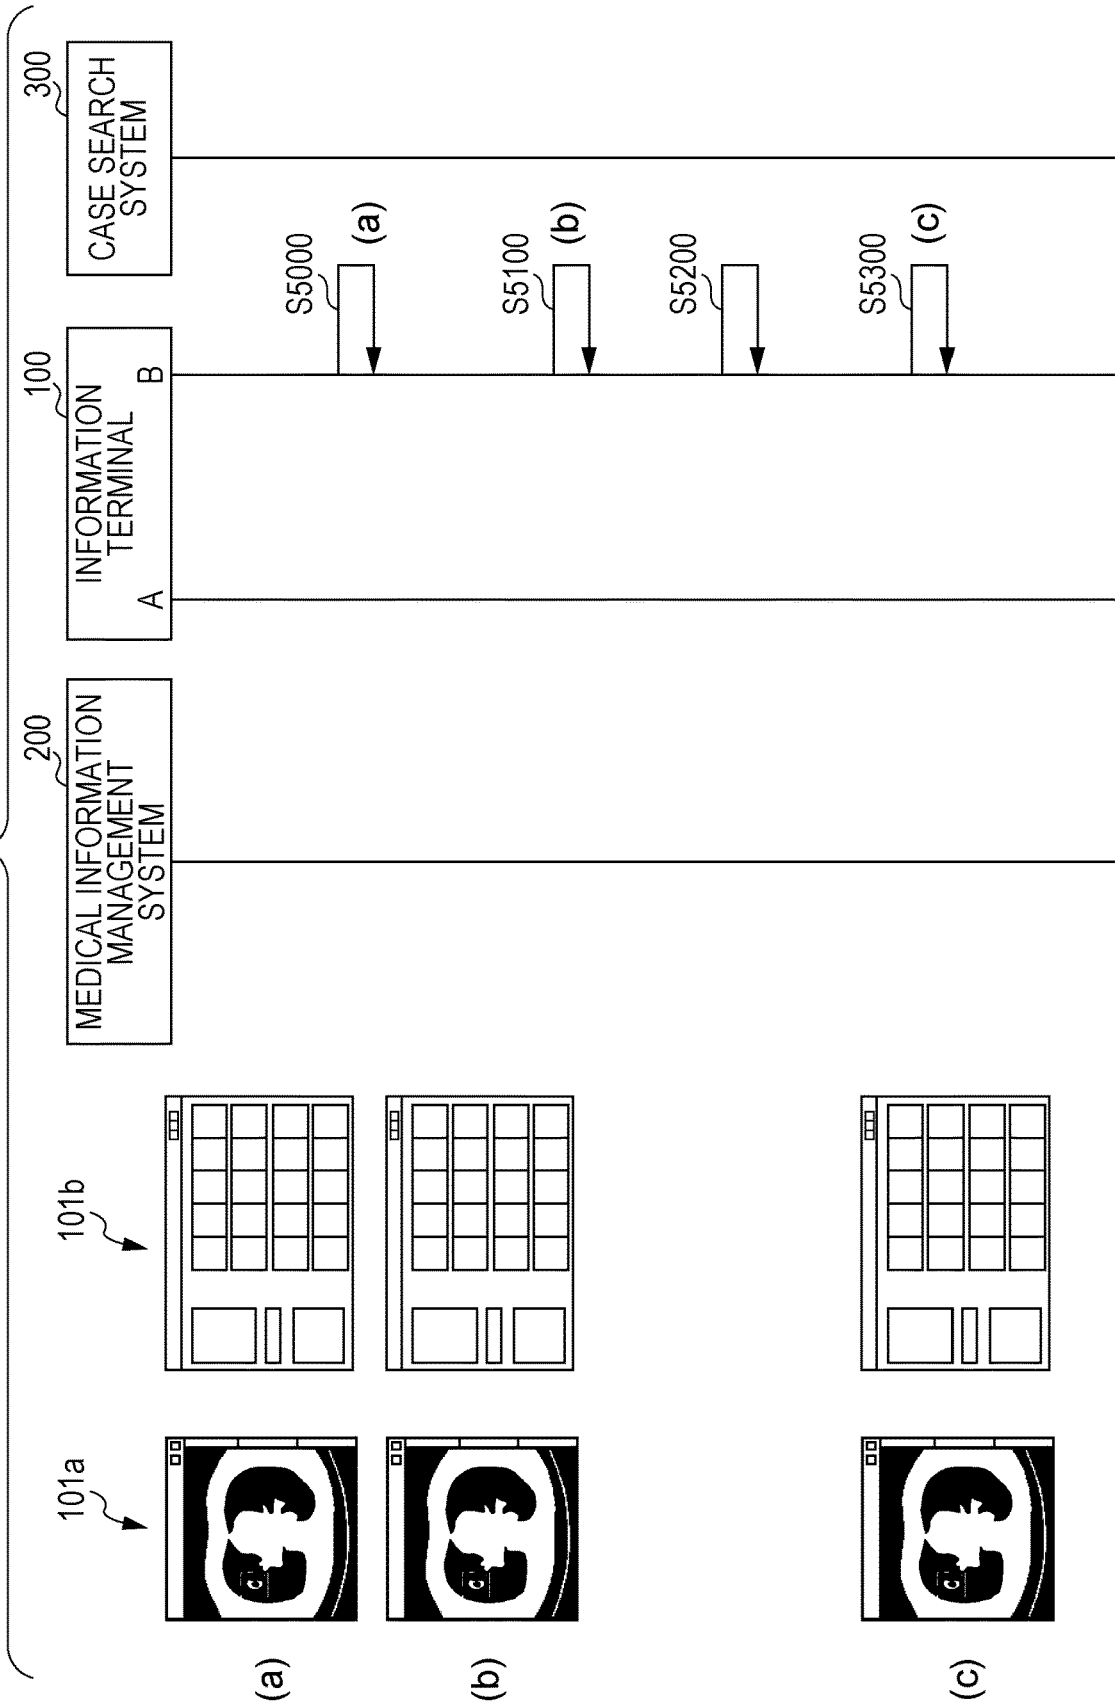 101a
101b
200
MEDICAL INFORMATION
MANAGEMENT
SYSTEM
100
INFORMATION
TERMINAL
A
B
300
CASE SEARCH
SYSTEM
(a)
S5000
(a)
(b)
S5100
(b)
S5200
(c)
S5300
(c)